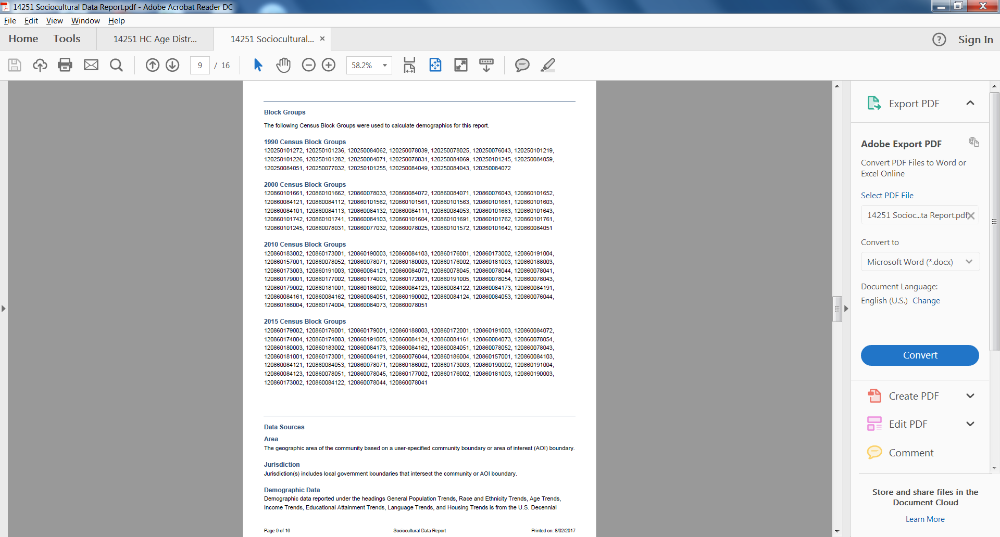 14251 Sociocultural Data Report.pdf - Adobe Acrobat Reader DC
File Edit View Window Help
Home Tools 14251 HC Age Distr... 14251 Sociocultural... × ? Sign In
9 / 16 58.2%
Block Groups
The following Census Block Groups were used to calculate demographics for this report.
1990 Census Block Groups
120250101272, 120250101236, 120250084062, 120250078039, 120250078025, 120250076043, 120250101219,
120250101226, 120250101282, 120250084071, 120250078031, 120250084069, 120250101245, 120250084059,
120250084051, 120250077032, 120250101255, 120250084049, 120250084043, 120250084072
2000 Census Block Groups
120860101661, 120860101662, 120860078033, 120860084072, 120860084071, 120860076043, 120860101652,
120860084121, 120860084112, 120860101562, 120860101561, 120860101563, 120860101681, 120860101603,
120860084101, 120860084113, 120860084132, 120860084111, 120860084053, 120860101663, 120860101643,
120860101742, 120860101741, 120860084103, 120860101604, 120860101691, 120860101762, 120860101761,
120860101245, 120860078031, 120860077032, 120860078025, 120860101572, 120860101642, 120860084051
2010 Census Block Groups
120860183002, 120860173001, 120860190003, 120860084103, 120860176001, 120860173002, 120860191004,
120860157001, 120860078052, 120860078071, 120860180003, 120860176002, 120860181003, 120860188003,
120860173003, 120860191003, 120860084121, 120860084072, 120860078045, 120860078044, 120860078041,
120860179001, 120860177002, 120860174003, 120860172001, 120860191005, 120860078054, 120860078043,
120860179002, 120860181001, 120860186002, 120860084123, 120860084122, 120860084173, 120860084191,
120860084161, 120860084162, 120860084051, 120860190002, 120860084124, 120860084053, 120860076044,
120860186004, 120860174004, 120860084073, 120860078051
2015 Census Block Groups
120860179002, 120860176001, 120860179001, 120860188003, 120860172001, 120860191003, 120860084072,
120860174004, 120860174003, 120860191005, 120860084124, 120860084161, 120860084073, 120860078054,
120860180003, 120860183002, 120860084173, 120860084162, 120860084051, 120860078052, 120860078043,
120860181001, 120860173001, 120860084191, 120860076044, 120860186004, 120860157001, 120860084103,
120860084121, 120860084053, 120860078071, 120860186002, 120860173003, 120860190002, 120860191004,
120860084123, 120860078051, 120860078045, 120860177002, 120860176002, 120860181003, 120860190003,
120860173002, 120860084122, 120860078044, 120860078041
Data Sources
Area
The geographic area of the community based on a user-specified community boundary or area of interest (AOI) boundary.
Jurisdiction
Jurisdiction(s) includes local government boundaries that intersect the community or AOI boundary.
Demographic Data
Demographic data reported under the headings General Population Trends, Race and Ethnicity Trends, Age Trends,
Income Trends, Educational Attainment Trends, Language Trends, and Housing Trends is from the U.S. Decennial
Page 9 of 16 Sociocultural Data Report Printed on: 8/02/2017
Export PDF
Adobe Export PDF
Convert PDF Files to Word or
Excel Online
Select PDF File
14251 Socioc...ta Report.pdf
Convert to
Microsoft Word (*.docx)
Document Language:
English (U.S.) Change
Convert
Create PDF
Edit PDF
Comment
Store and share files in the
Document Cloud
Learn More